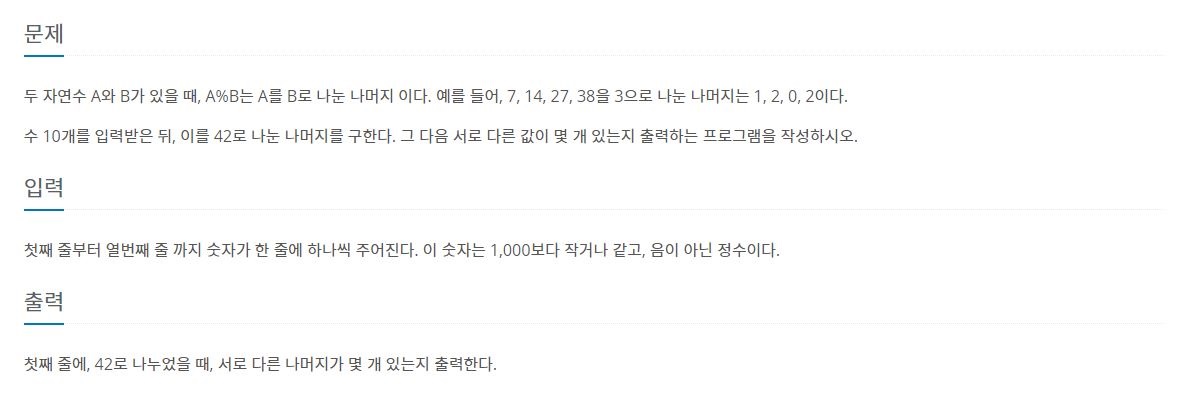 문제
두 자연수 A와 B가 있을 때, A%B는 A를 B로 나눈 나머지 이다. 예를 들어, 7, 14, 27, 38을 3으로 나눈 나머지는 1, 2, 0, 2이다.
수 10개를 입력받은 뒤, 이를 42로 나눈 나머지를 구한다. 그 다음 서로 다른 값이 몇 개 있는지 출력하는 프로그램을 작성하시오.
입력
첫째 줄부터 열번째 줄 까지 숫자가 한 줄에 하나씩 주어진다. 이 숫자는 1,000보다 작거나 같고, 음이 아닌 정수이다.
출력
첫째 줄에, 42로 나누었을 때, 서로 다른 나머지가 몇 개 있는지 출력한다.